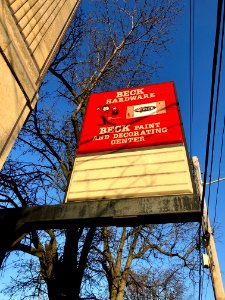 BECK
HARDWARE
BECK PAINT
AND DECORATING
CENTER